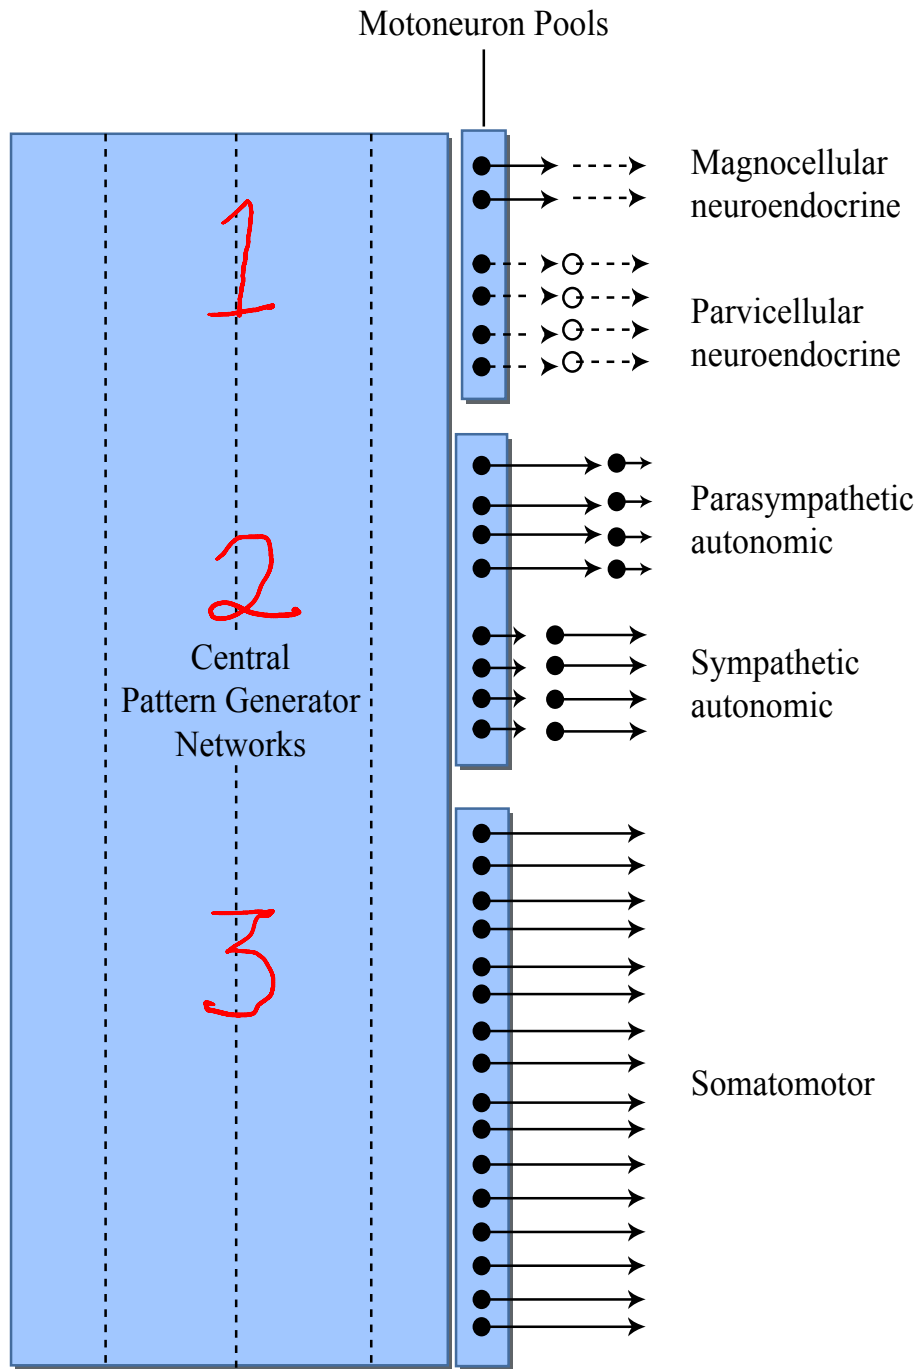 Motoneuron Pools
Magnocellular
neuroendocrine
1
Parvicellular
neuroendocrine
Parasympathetic
autonomic
2
Central
Pattern Generator
Networks
Sympathetic
autonomic
3
Somatomotor